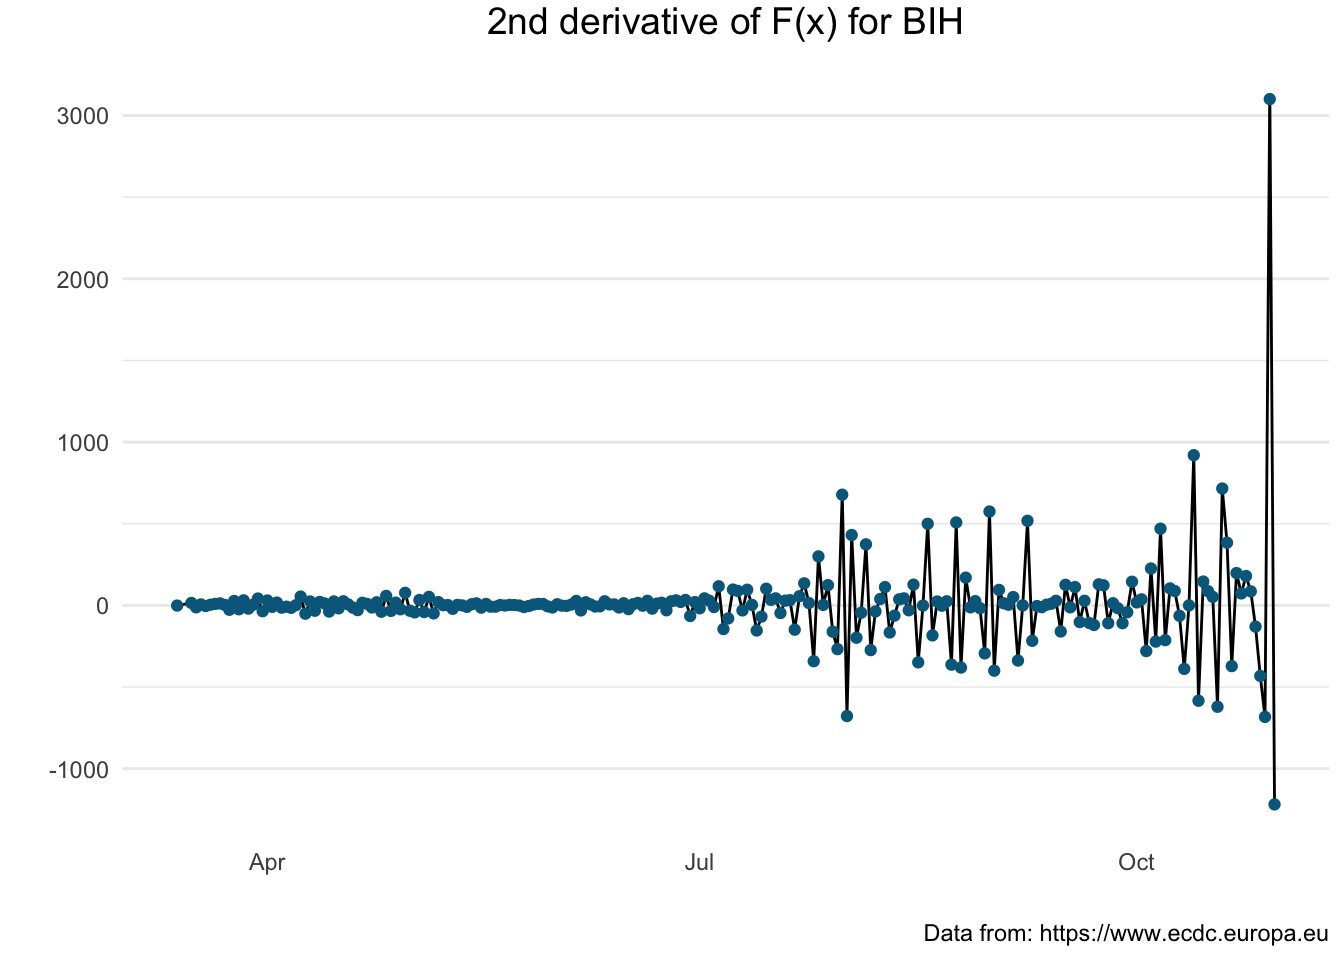 2nd derivative of F(x) for BIH
3000
2000
1000
0
-1000
Apr Jul Oct
Data from: https://www.ecdc.europa.eu